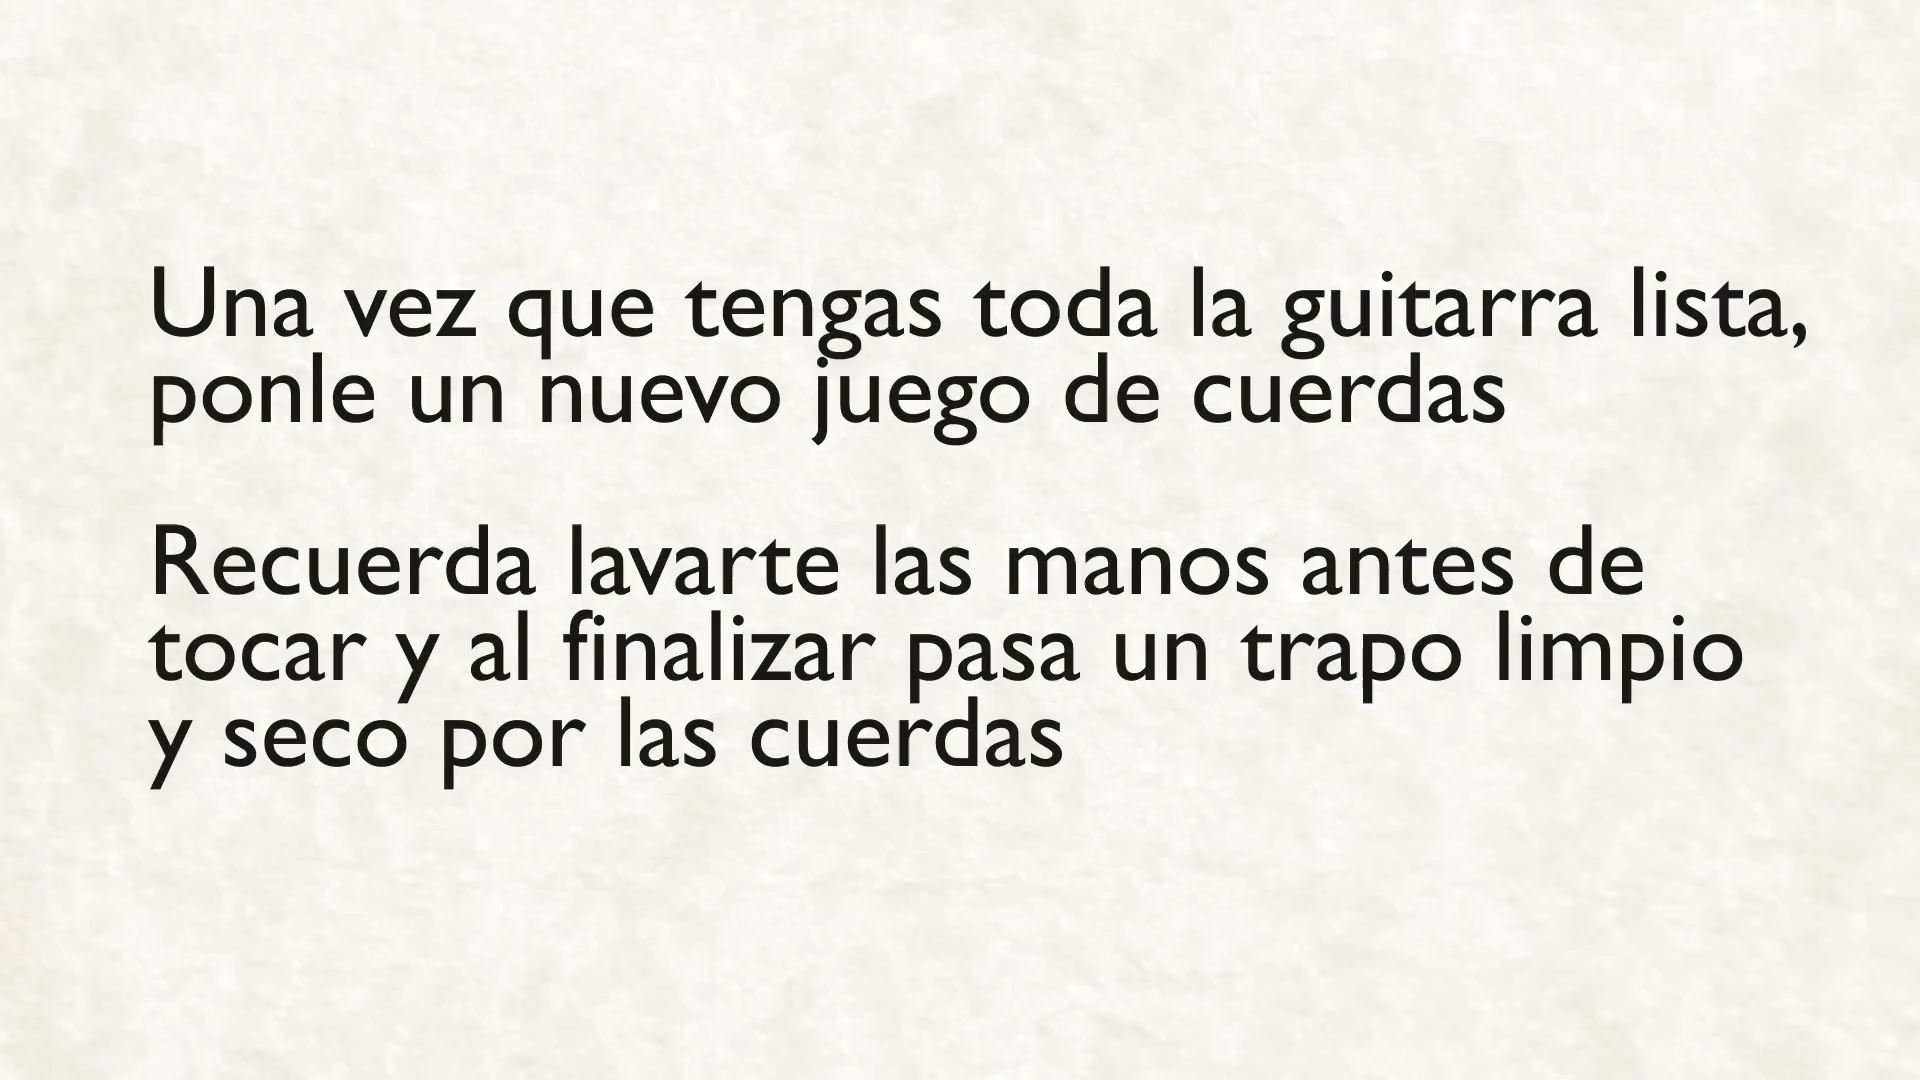 Una vez que tengas toda la guitarra lista,
ponle un nuevo juego de cuerdas
Recuerda lavarte las manos antes de
tocar y al finalizar pasa un trapo limpio
y seco por las cuerdas